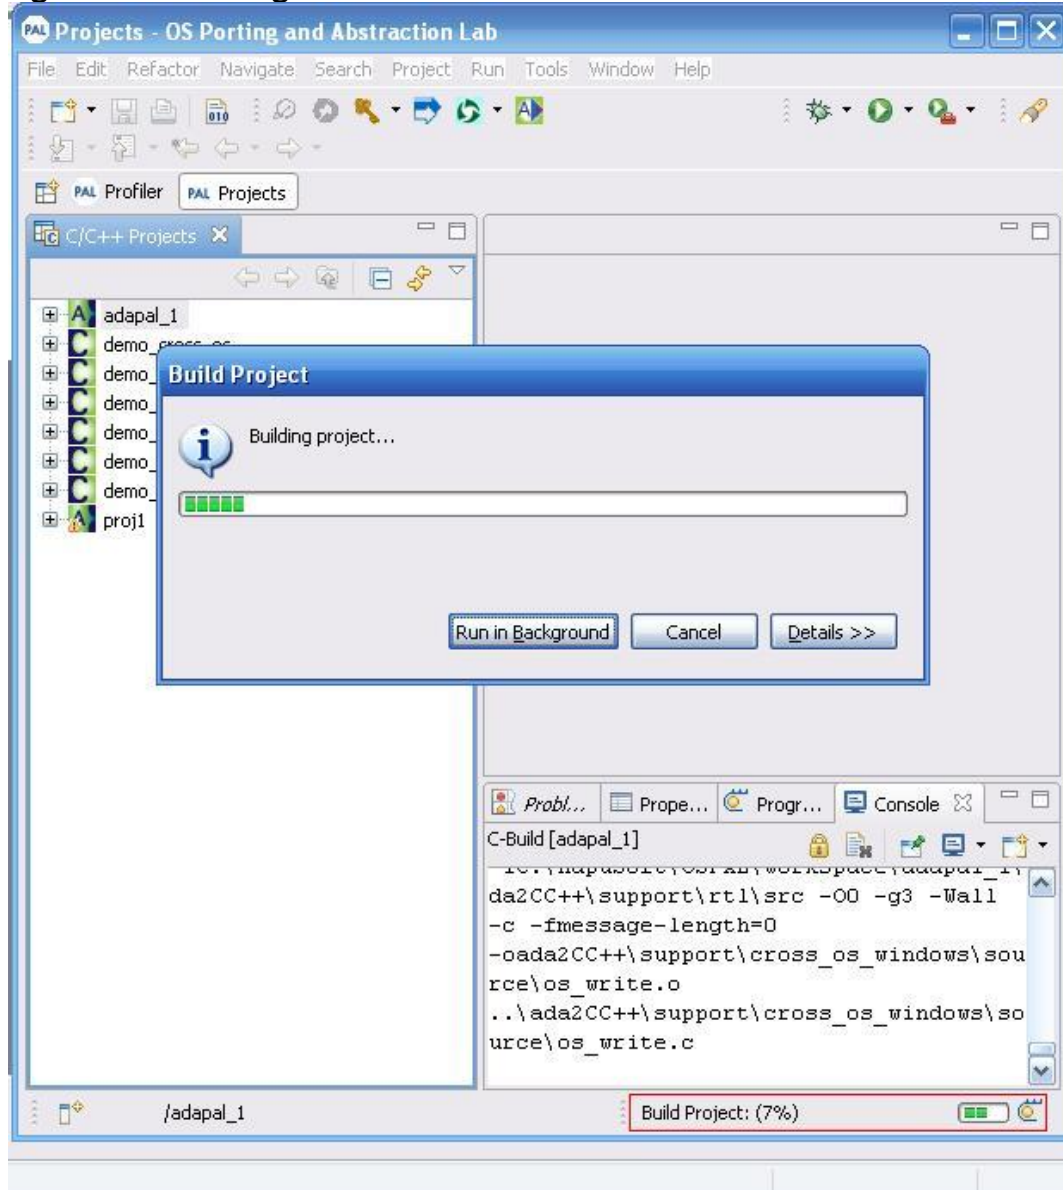 PAL Projects - OS Porting and Abstraction Lab
File Edit Refactor Navigate Search Project Run Tools Window Help
010
A
PAL Profiler PAL Projects
C/C++ Projects
A adapal_1
C demo_cross_os
C demo_
C demo_
C demo_
C demo_
C demo_
A proj1
Build Project
Building project...
Run in Background Cancel Details >>
Probl... Prope... Progr... Console
C-Build [adapal_1]
da2CC++\support\rtl\src -O0 -g3 -Wall
-c -fmessage-length=0
-oada2CC++\support\cross_os_windows\sou
rce\os_write.o
..\ada2CC++\support\cross_os_windows\so
urce\os_write.c
/adapal_1
Build Project: (7%)